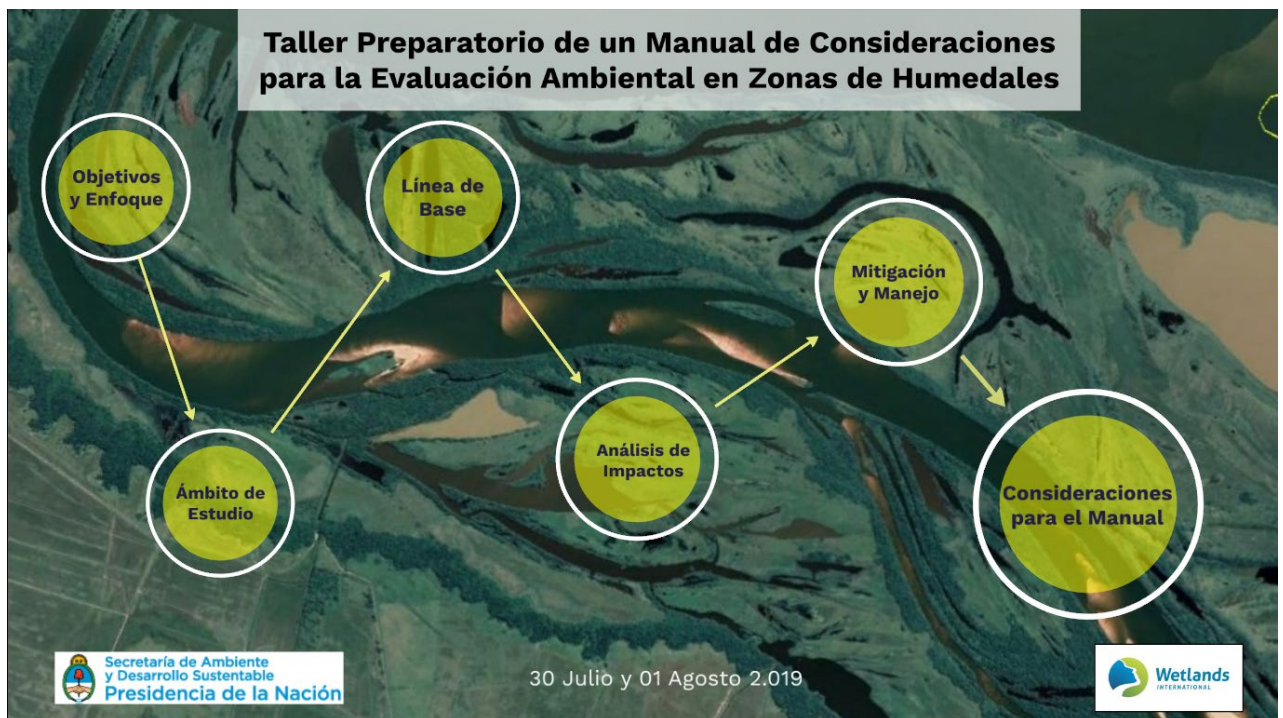 Taller Preparatorio de un Manual de Consideraciones
para la Evaluación Ambiental en Zonas de Humedales
Objetivos
y Enfoque
Ámbito de
Estudio
Línea de
Base
Análisis de
Impactos
Mitigación
y Manejo
Consideraciones
para el Manual
Secretaría de Ambiente
y Desarrollo Sustentable
Presidencia de la Nación
30 Julio y 01 Agosto 2.019
Wetlands
INTERNATIONAL